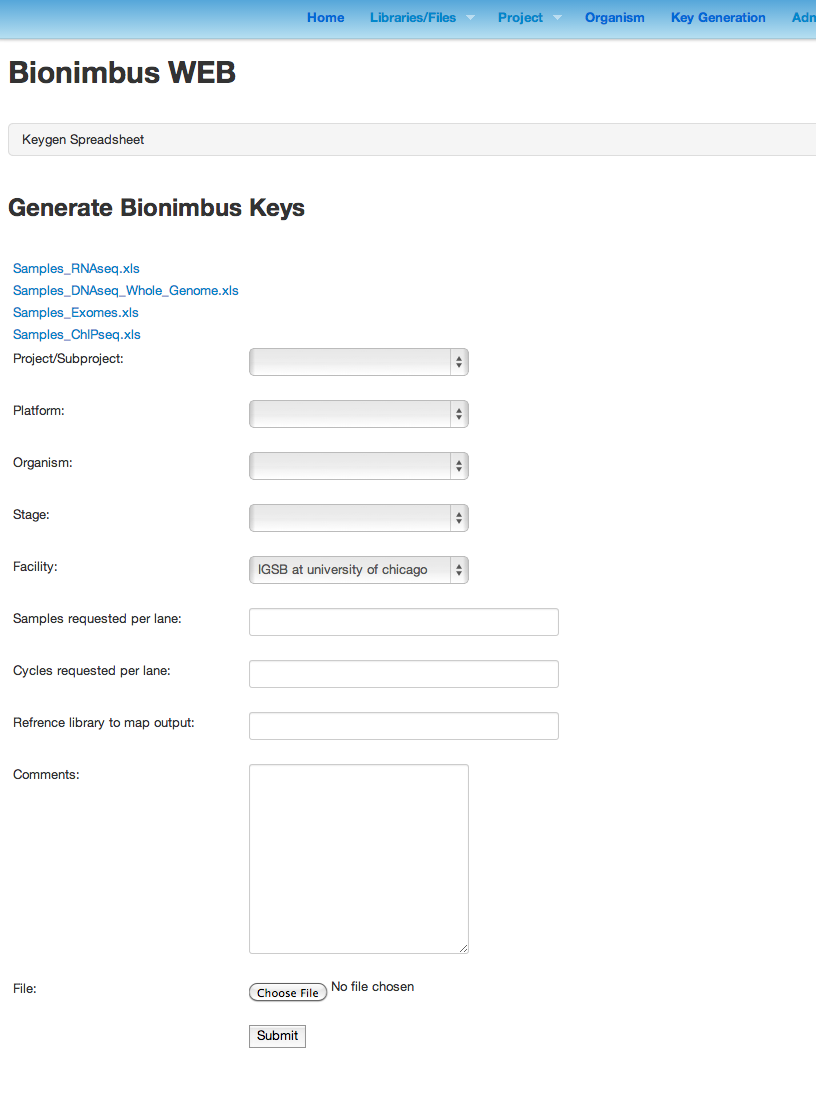 Home Libraries/Files Project Organism Key Generation Adm
Bionimbus WEB
Keygen Spreadsheet
Generate Bionimbus Keys
Samples_RNAseq.xls
Samples_DNAseq_Whole_Genome.xls
Samples_Exomes.xls
Samples_ChIPseq.xls
Project/Subproject:
Platform:
Organism:
Stage:
Facility: IGSB at university of chicago
Samples requested per lane:
Cycles requested per lane:
Refrence library to map output:
Comments:
File: Choose File No file chosen
Submit